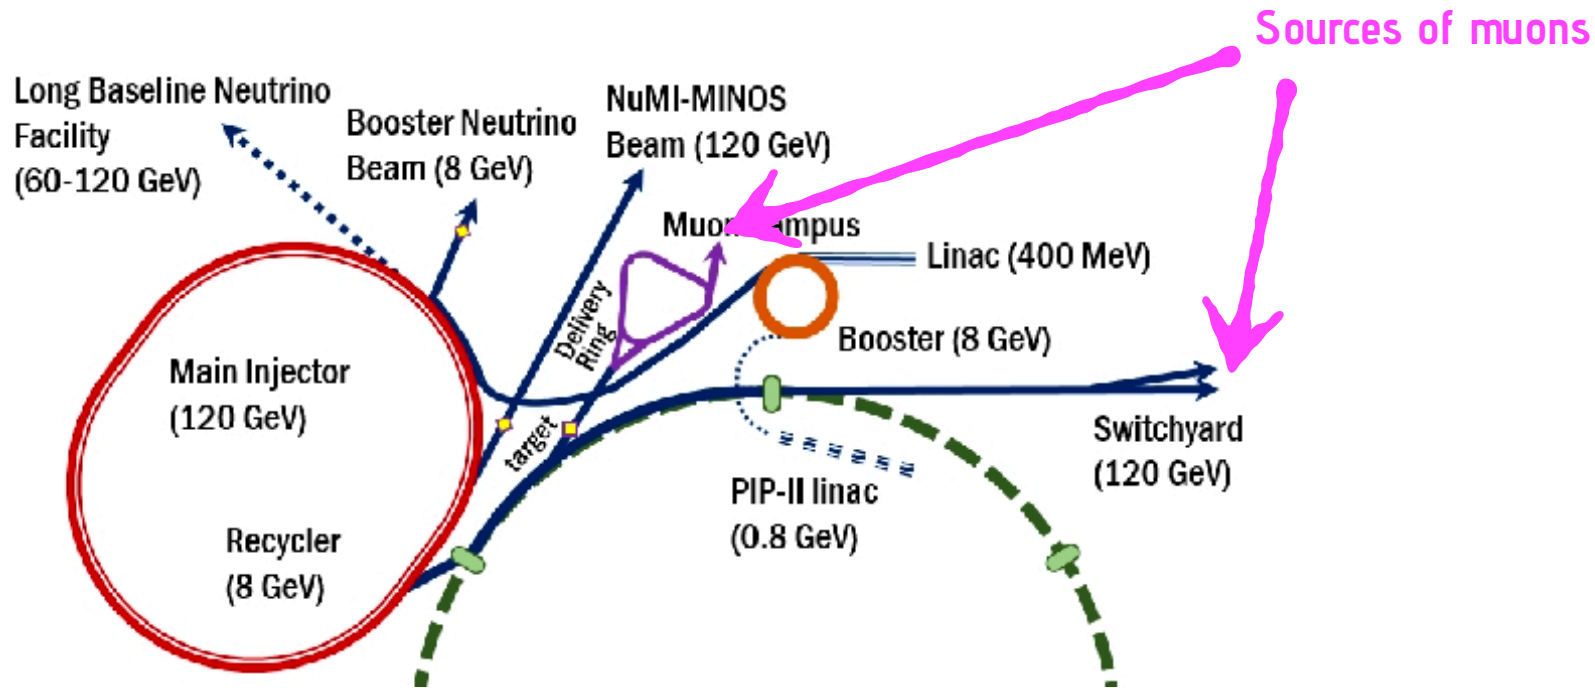 Sources of muons
Long Baseline Neutrino
Facility
(60-120 GeV)
Booster Neutrino
Beam (8 GeV)
NuMI-MINOS
Beam (120 GeV)
Muon Campus
Linac (400 MeV)
Delivery
Ring
Booster (8 GeV)
Main Injector
(120 GeV)
target
Switchyard
(120 GeV)
PIP-II linac
(0.8 GeV)
Recycler
(8 GeV)